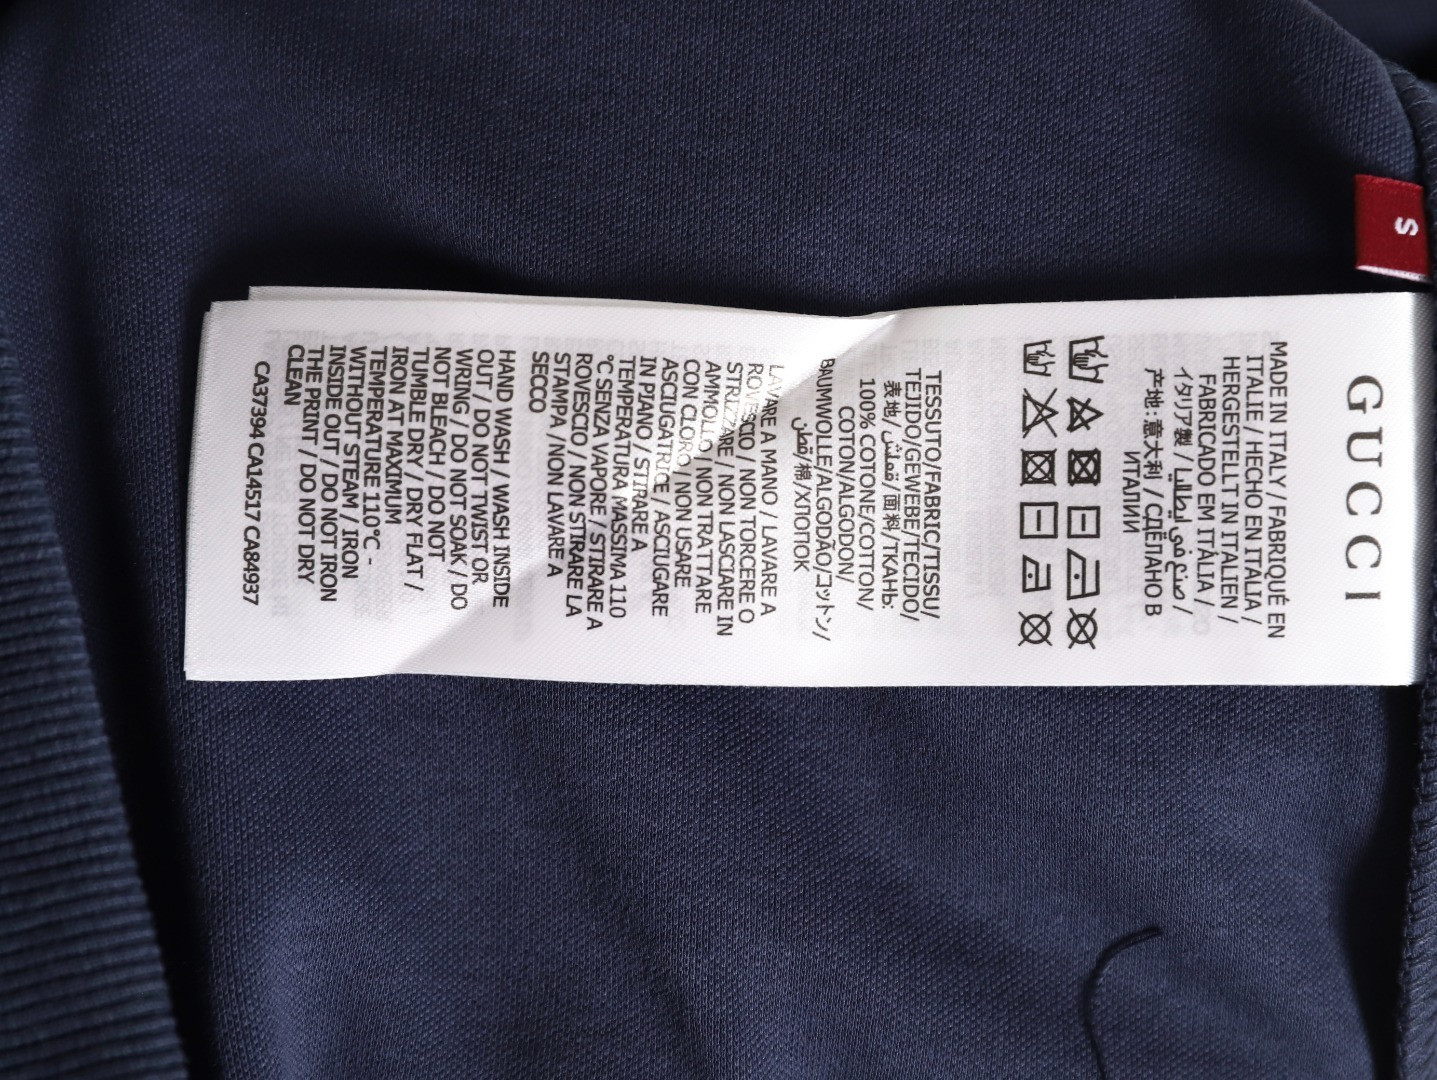 S
GUCCI
MADE IN ITALY / FABRIQUÉ EN
ITALIE / HECHO EN ITALIA /
HERGESTELLT IN ITALIEN /
FABRICADO EM ITÁLIA /
イタリア製 / صنع في إيطاليا /
产地: 意大利 / СДЕЛАНО В
ИТАЛИИ
TESSUTO/FABRIC/TISSU/
TEJIDO/GEWEBE/TECIDO/
表地/قماش/面料/ТКАНЬ:
100% COTONE/COTTON/
COTON/ALGODON/
BAUMWOLLE/ALGODÃO/コットン/
قطن/棉/ХЛОПОК
LAVARE A MANO / LAVARE A
ROVESCIO / NON TORCERE O
STRIZZARE / NON LASCIARE IN
AMMOLLO / NON TRATTARE
CON CLORO / NON USARE
ASCIUGATRICE / ASCIUGARE
IN PIANO / STIRARE A
TEMPERATURA MASSIMA 110
°C SENZA VAPORE / STIRARE A
ROVESCIO / NON STIRARE LA
STAMPA / NON LAVARE A
SECCO
HAND WASH / WASH INSIDE
OUT / DO NOT TWIST OR
WRING / DO NOT SOAK / DO
NOT BLEACH / DO NOT
TUMBLE DRY / DRY FLAT /
IRON AT MAXIMUM
TEMPERATURE 110°C -
WITHOUT STEAM / IRON
INSIDE OUT / DO NOT IRON
THE PRINT / DO NOT DRY
CLEAN
CA37394 CA14517 CA84937